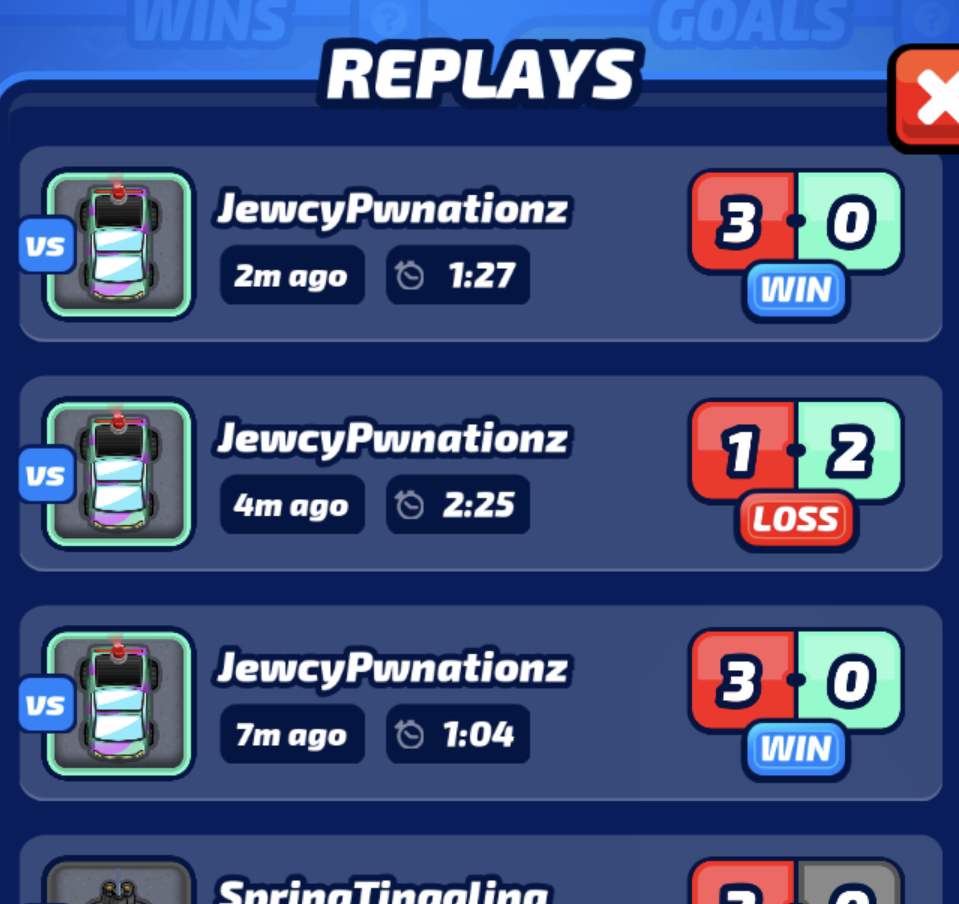 WINS ? GOALS ?
REPLAYS
VS
JewcyPwnationz
2m ago 1:27
3 - 0
WIN
VS
JewcyPwnationz
4m ago 2:25
1 - 2
LOSS
VS
JewcyPwnationz
7m ago 1:04
3 - 0
WIN